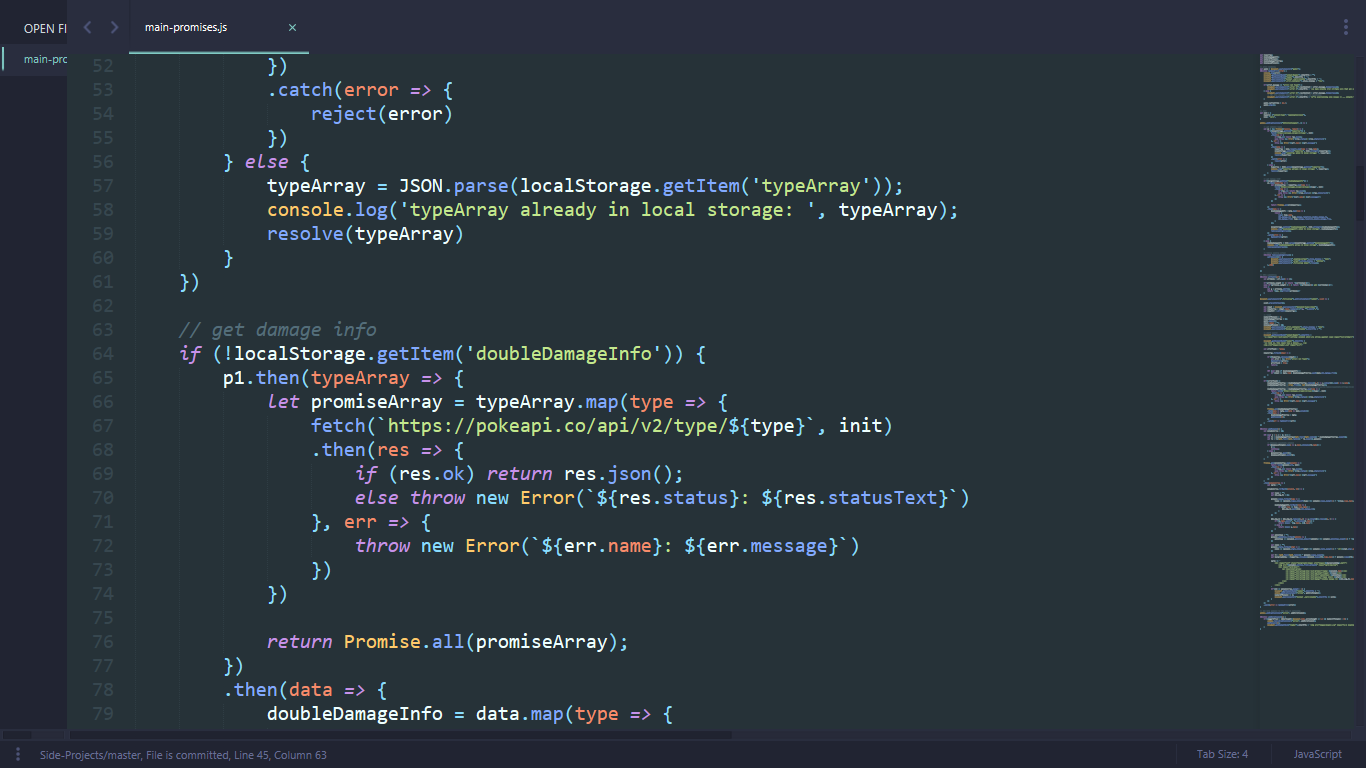 OPEN FI
main-promises.js ×
main-pro
52 })
53 .catch(error => {
54 reject(error)
55 })
56 } else {
57 typeArray = JSON.parse(localStorage.getItem('typeArray'));
58 console.log('typeArray already in local storage: ', typeArray);
59 resolve(typeArray)
60 }
61 })
62
63 // get damage info
64 if (!localStorage.getItem('doubleDamageInfo')) {
65 p1.then(typeArray => {
66 let promiseArray = typeArray.map(type => {
67 fetch(`https://pokeapi.co/api/v2/type/${type}`, init)
68 .then(res => {
69 if (res.ok) return res.json();
70 else throw new Error(`${res.status}: ${res.statusText}`)
71 }, err => {
72 throw new Error(`${err.name}: ${err.message}`)
73 })
74 })
75
76 return Promise.all(promiseArray);
77 })
78 .then(data => {
79 doubleDamageInfo = data.map(type => {
Side-Projects/master, File is committed, Line 45, Column 63
Tab Size: 4
JavaScript